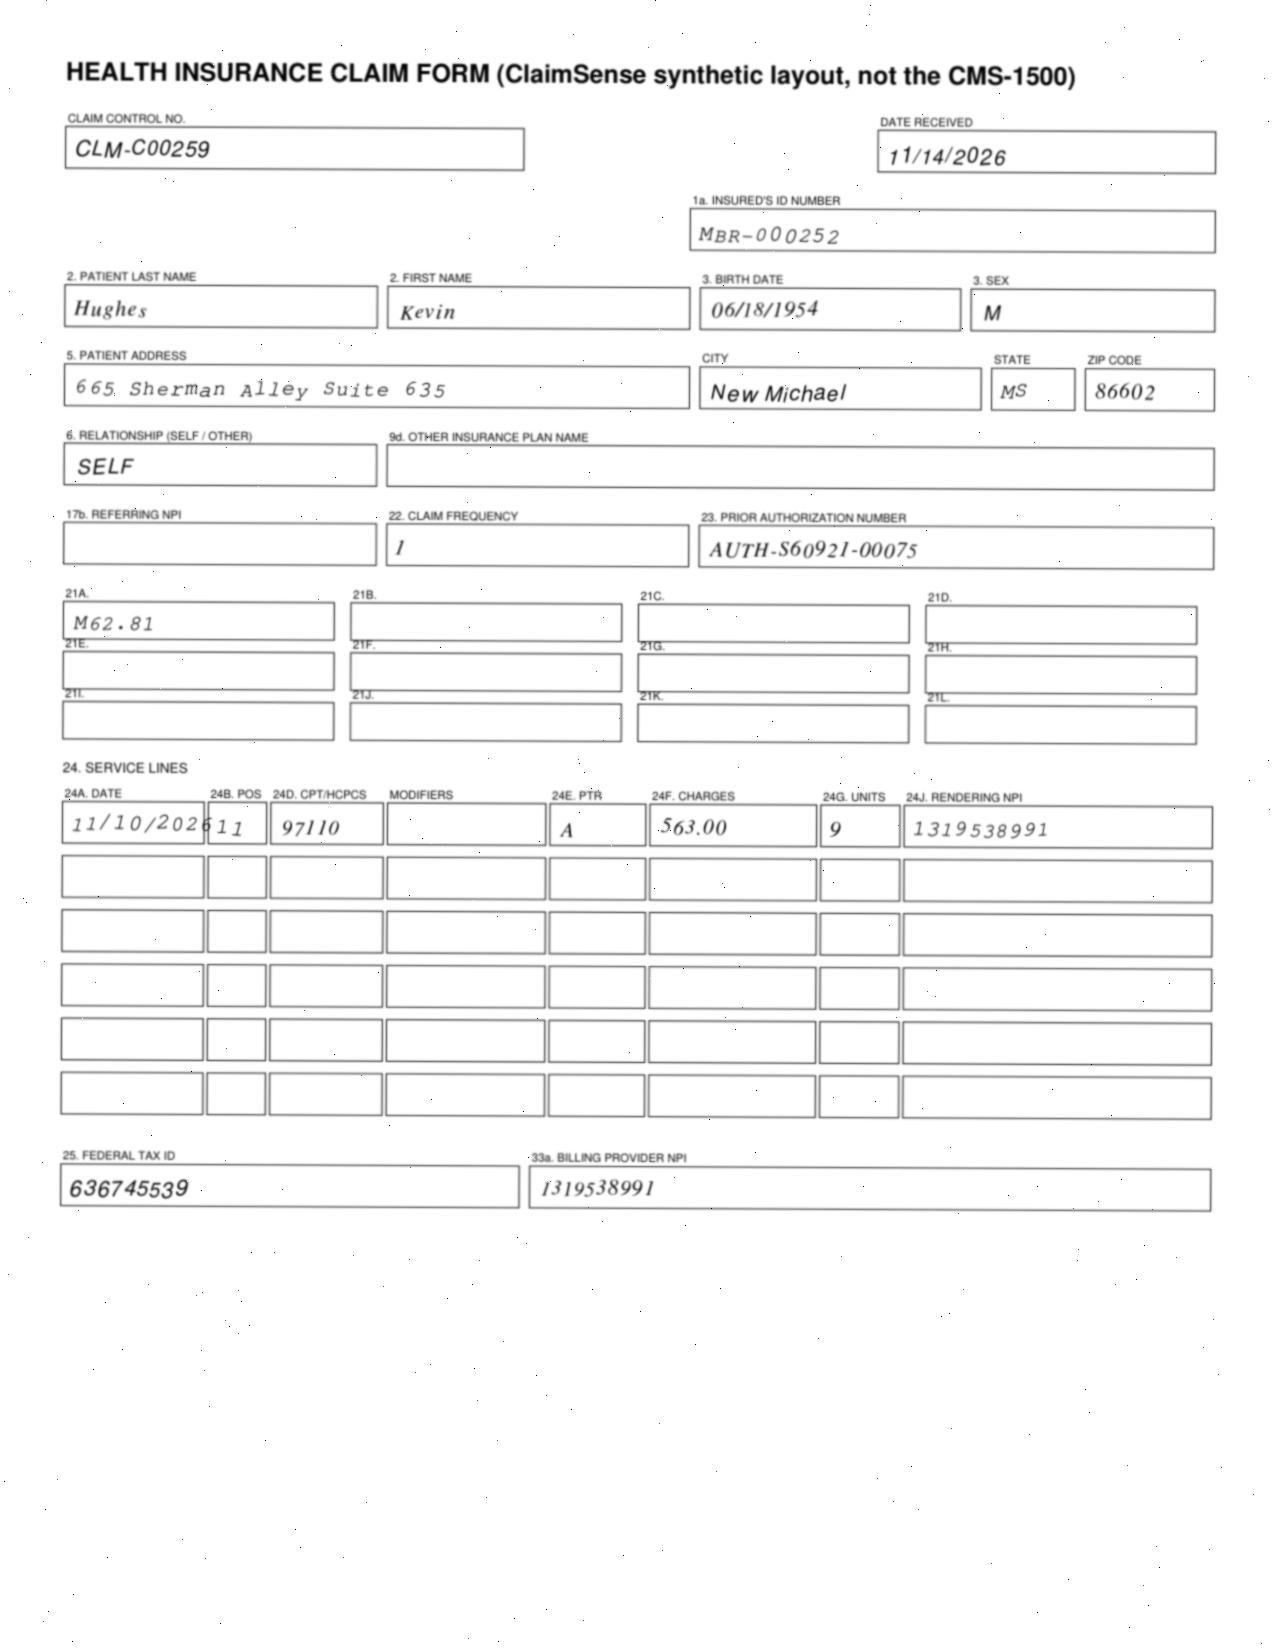 HEALTH INSURANCE CLAIM FORM (ClaimSense synthetic layout, not the CMS-1500)
CLAIM CONTROL NO. DATE RECEIVED
CLM-C00259 11/14/2026
1a. INSURED'S ID NUMBER
MBR-000252
2. PATIENT LAST NAME 2. FIRST NAME 3. BIRTH DATE 3. SEX
Hughes Kevin 06/18/1954 M
5. PATIENT ADDRESS CITY STATE ZIP CODE
665 Sherman Alley Suite 635 New Michael MS 86602
6. RELATIONSHIP (SELF / OTHER) 9d. OTHER INSURANCE PLAN NAME
SELF
17b. REFERRING NPI 22. CLAIM FREQUENCY 23. PRIOR AUTHORIZATION NUMBER
1 AUTH-S60921-00075
21A. 21B. 21C. 21D.
M62.81
21E. 21F. 21G. 21H.
21I. 21J. 21K. 21L.
24. SERVICE LINES
24A. DATE 24B. POS 24D. CPT/HCPCS MODIFIERS 24E. PTR 24F. CHARGES 24G. UNITS 24J. RENDERING NPI
11/10/2026 11 97110 A 563.00 9 1319538991
25. FEDERAL TAX ID 33a. BILLING PROVIDER NPI
636745539 1319538991